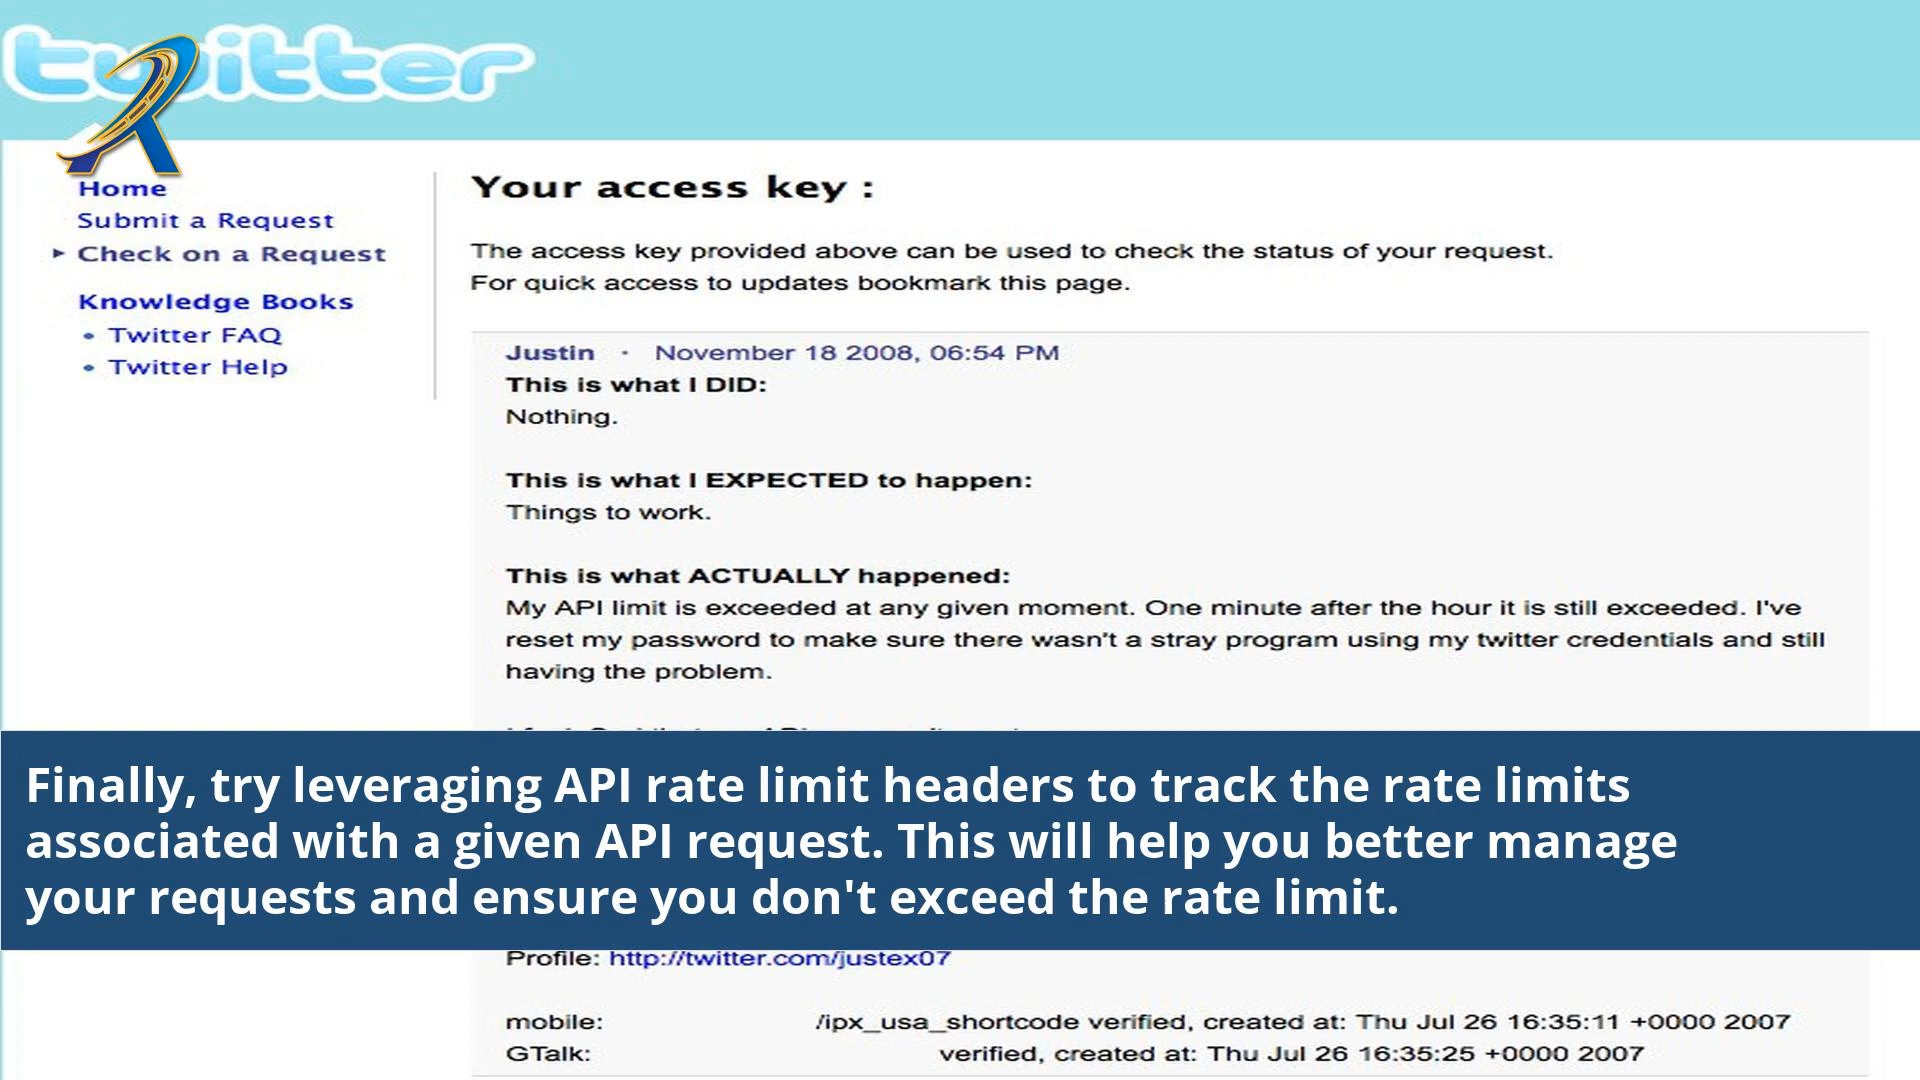 twitter
Home
Submit a Request
Check on a Request
Knowledge Books
• Twitter FAQ
• Twitter Help
Your access key :
The access key provided above can be used to check the status of your request.
For quick access to updates bookmark this page.
Justin · November 18 2008, 06:54 PM
This is what I DID:
Nothing.
This is what I EXPECTED to happen:
Things to work.
This is what ACTUALLY happened:
My API limit is exceeded at any given moment. One minute after the hour it is still exceeded. I've
reset my password to make sure there wasn't a stray program using my twitter credentials and still
having the problem.
Finally, try leveraging API rate limit headers to track the rate limits
associated with a given API request. This will help you better manage
your requests and ensure you don't exceed the rate limit.
Profile: http://twitter.com/justex07
mobile: /ipx_usa_shortcode verified, created at: Thu Jul 26 16:35:11 +0000 2007
GTalk: verified, created at: Thu Jul 26 16:35:25 +0000 2007